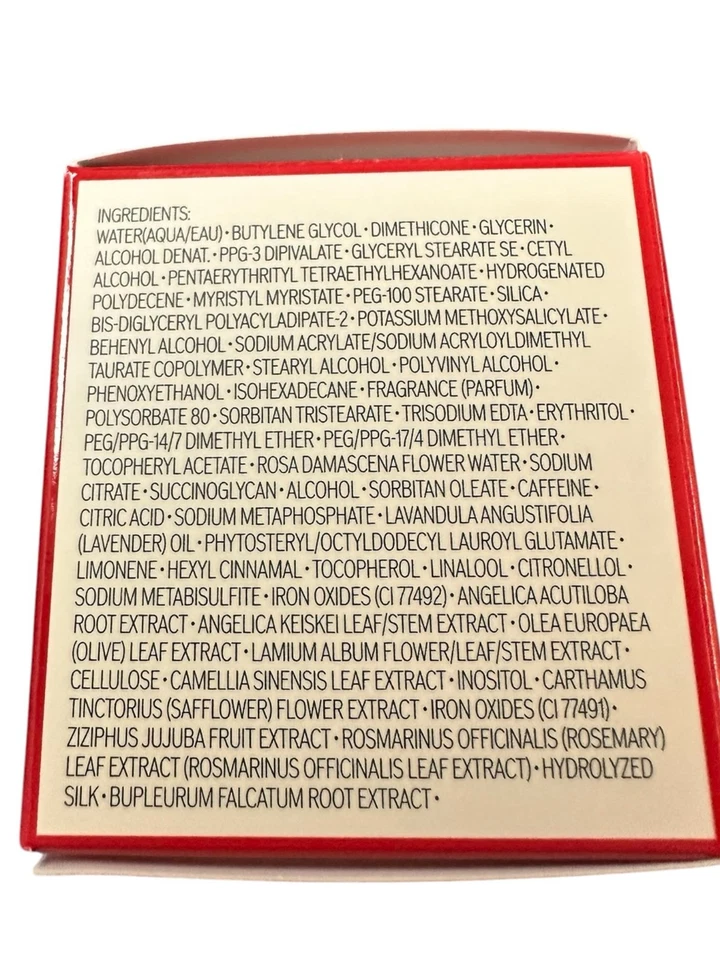 INGREDIENTS:
WATER(AQUA/EAU)・BUTYLENE GLYCOL・DIMETHICONE・GLYCERIN・
ALCOHOL DENAT.・PPG-3 DIPIVALATE・GLYCERYL STEARATE SE・CETYL
ALCOHOL・PENTAERYTHRITYL TETRAETHYLHEXANOATE・HYDROGENATED
POLYDECENE・MYRISTYL MYRISTATE・PEG-100 STEARATE・SILICA・
BIS-DIGLYCERYL POLYACYLADIPATE-2・POTASSIUM METHOXYSALICYLATE・
BEHENYL ALCOHOL・SODIUM ACRYLATE/SODIUM ACRYLOYLDIMETHYL
TAURATE COPOLYMER・STEARYL ALCOHOL・POLYVINYL ALCOHOL・
PHENOXYETHANOL・ISOHEXADECANE・FRAGRANCE (PARFUM)・
POLYSORBATE 80・SORBITAN TRISTEARATE・TRISODIUM EDTA・ERYTHRITOL・
PEG/PPG-14/7 DIMETHYL ETHER・PEG/PPG-17/4 DIMETHYL ETHER・
TOCOPHERYL ACETATE・ROSA DAMASCENA FLOWER WATER・SODIUM
CITRATE・SUCCINOGLYCAN・ALCOHOL・SORBITAN OLEATE・CAFFEINE・
CITRIC ACID・SODIUM METAPHOSPHATE・LAVANDULA ANGUSTIFOLIA
(LAVENDER) OIL・PHYTOSTERYL/OCTYLDODECYL LAUROYL GLUTAMATE・
LIMONENE・HEXYL CINNAMAL・TOCOPHEROL・LINALOOL・CITRONELLOL・
SODIUM METABISULFITE・IRON OXIDES (CI 77492)・ANGELICA ACUTILOBA
ROOT EXTRACT・ANGELICA KEISKEI LEAF/STEM EXTRACT・OLEA EUROPAEA
(OLIVE) LEAF EXTRACT・LAMIUM ALBUM FLOWER/LEAF/STEM EXTRACT・
CELLULOSE・CAMELLIA SINENSIS LEAF EXTRACT・INOSITOL・CARTHAMUS
TINCTORIUS (SAFFLOWER) FLOWER EXTRACT・IRON OXIDES (CI 77491)・
ZIZIPHUS JUJUBA FRUIT EXTRACT・ROSMARINUS OFFICINALIS (ROSEMARY)
LEAF EXTRACT (ROSMARINUS OFFICINALIS LEAF EXTRACT)・HYDROLYZED
SILK・BUPLEURUM FALCATUM ROOT EXTRACT・